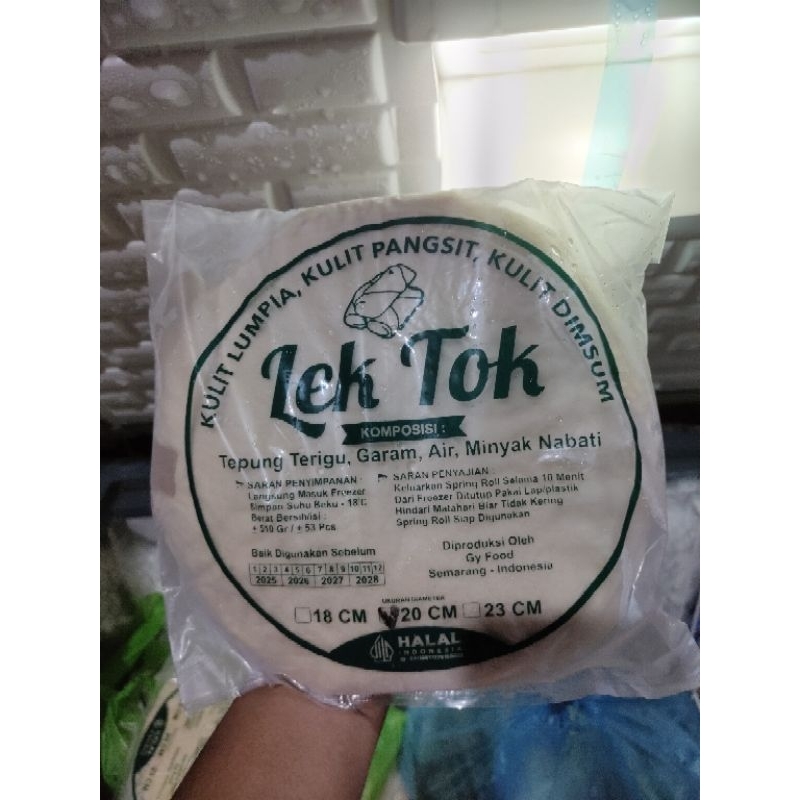 KULIT LUMPIA, KULIT PANGSIT, KULIT DIMSUM
Lek Tok
KOMPOSISI :
Tepung Terigu, Garam, Air, Minyak Nabati
SARAN PENYIMPANAN :
Langsung Masuk Freezer
Simpan Suhu Beku - 18°C
Berat Bersih/Isi :
± 510 Gr / ± 53 Pcs
SARAN PENYAJIAN :
Keluarkan Spring Roll Selama 10 Menit
Dari Freezer Ditutup Pakai Lap/plastik
Hindari Matahari Biar Tidak Kering
Spring Roll Siap Digunakan
Baik Digunakan Sebelum
1 2 3 4 5 6 7 8 9 10 11 12
2025 2026 2027 2028
Diproduksi Oleh
Gy Food
Semarang - Indonesia
UKURAN DIAMETER
18 CM 20 CM 23 CM
HALAL
INDONESIA